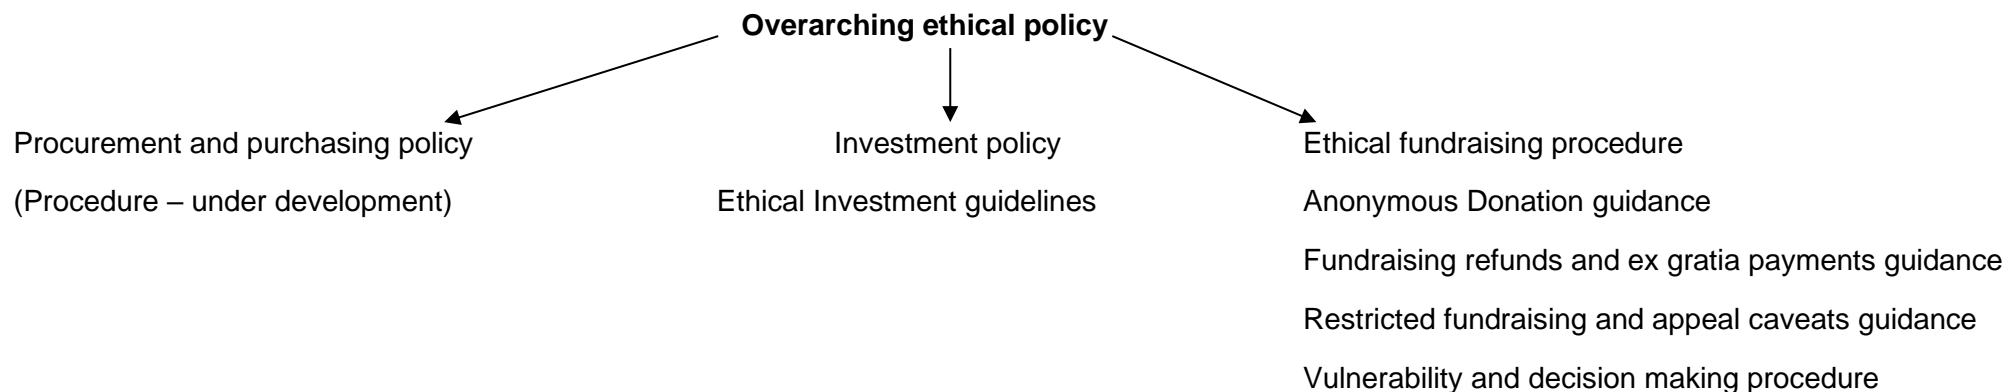 Overarching ethical policy
Procurement and purchasing policy
(Procedure – under development)
Investment policy
Ethical Investment guidelines
Ethical fundraising procedure
Anonymous Donation guidance
Fundraising refunds and ex gratia payments guidance
Restricted fundraising and appeal caveats guidance
Vulnerability and decision making procedure